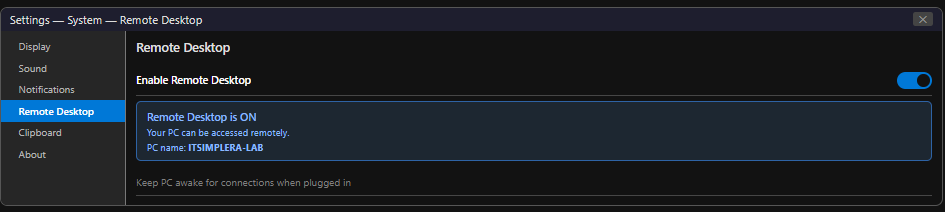 Settings — System — Remote Desktop
Display
Sound
Notifications
Remote Desktop
Clipboard
About
Remote Desktop
Enable Remote Desktop
Remote Desktop is ON
Your PC can be accessed remotely.
PC name: ITSIMPLERA-LAB
Keep PC awake for connections when plugged in